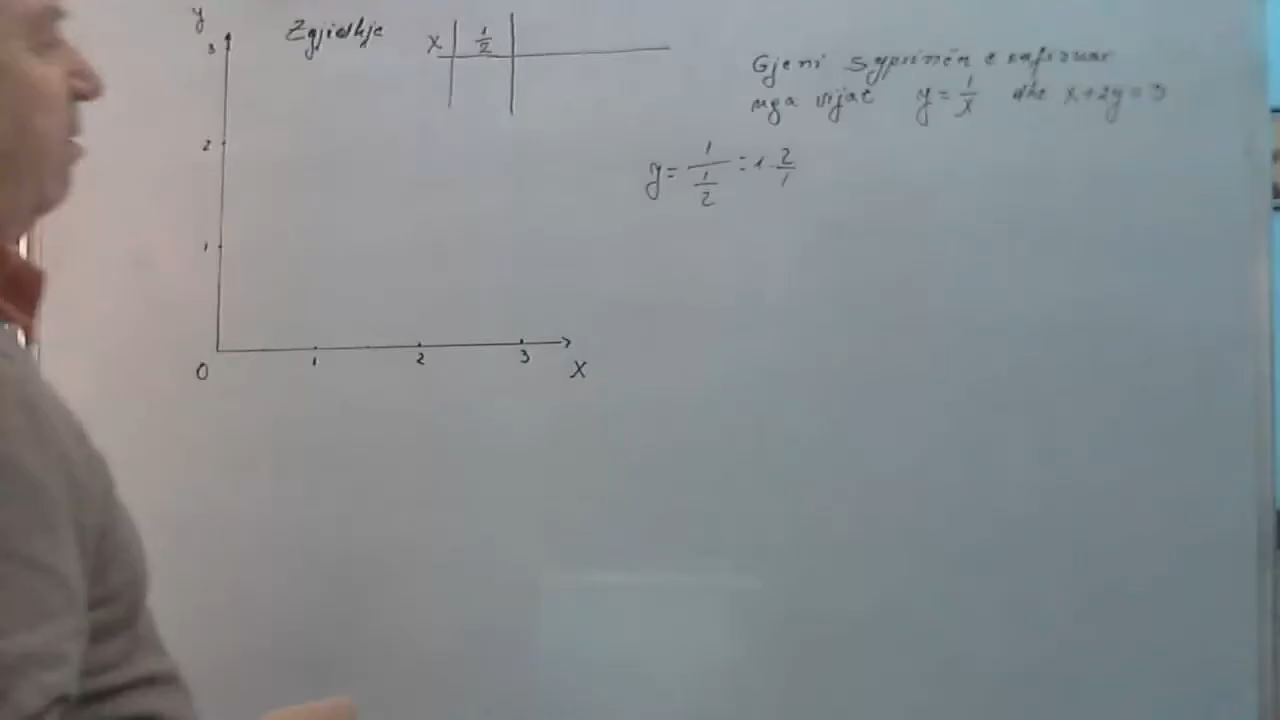 y
3
2
1
0
1
2
3
X
Zgjidhje
x | 1/2 |
Gjeni syprinën e kufizuar
nga vijat y = 1/x dhe x+2y=3
y = 1/(1/2) = 1·2/1